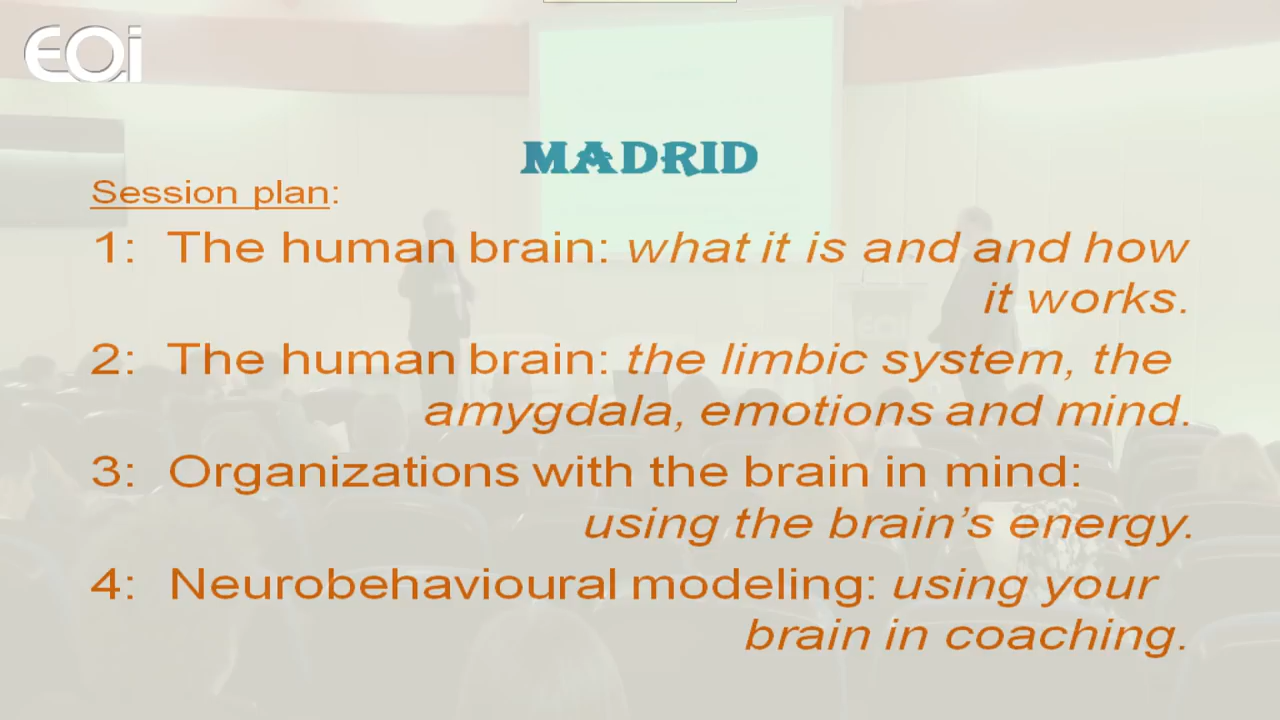 EOi
MADRID
Session plan:
1: The human brain: what it is and and how
it works.
2: The human brain: the limbic system, the
amygdala, emotions and mind.
3: Organizations with the brain in mind:
using the brain’s energy.
4: Neurobehavioural modeling: using your
brain in coaching.
EOi